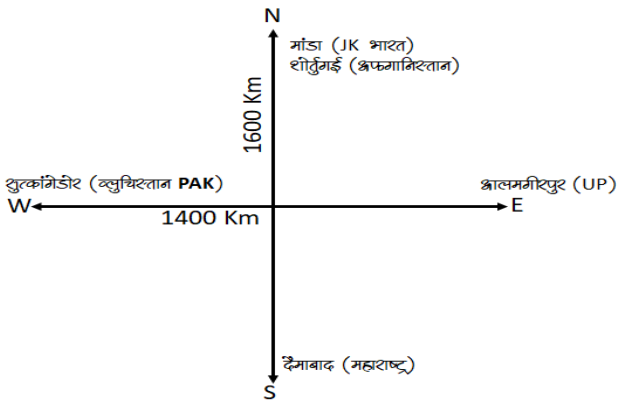 N
मांडा (JK भारत)
शोर्तुगई (अफगानिस्तान)
1600 Km
सुत्कांगेडोर (ब्लुचिस्तान PAK)
आलमगीरपुर (UP)
W
E
1400 Km
दैमाबाद (महाराष्ट्र)
S